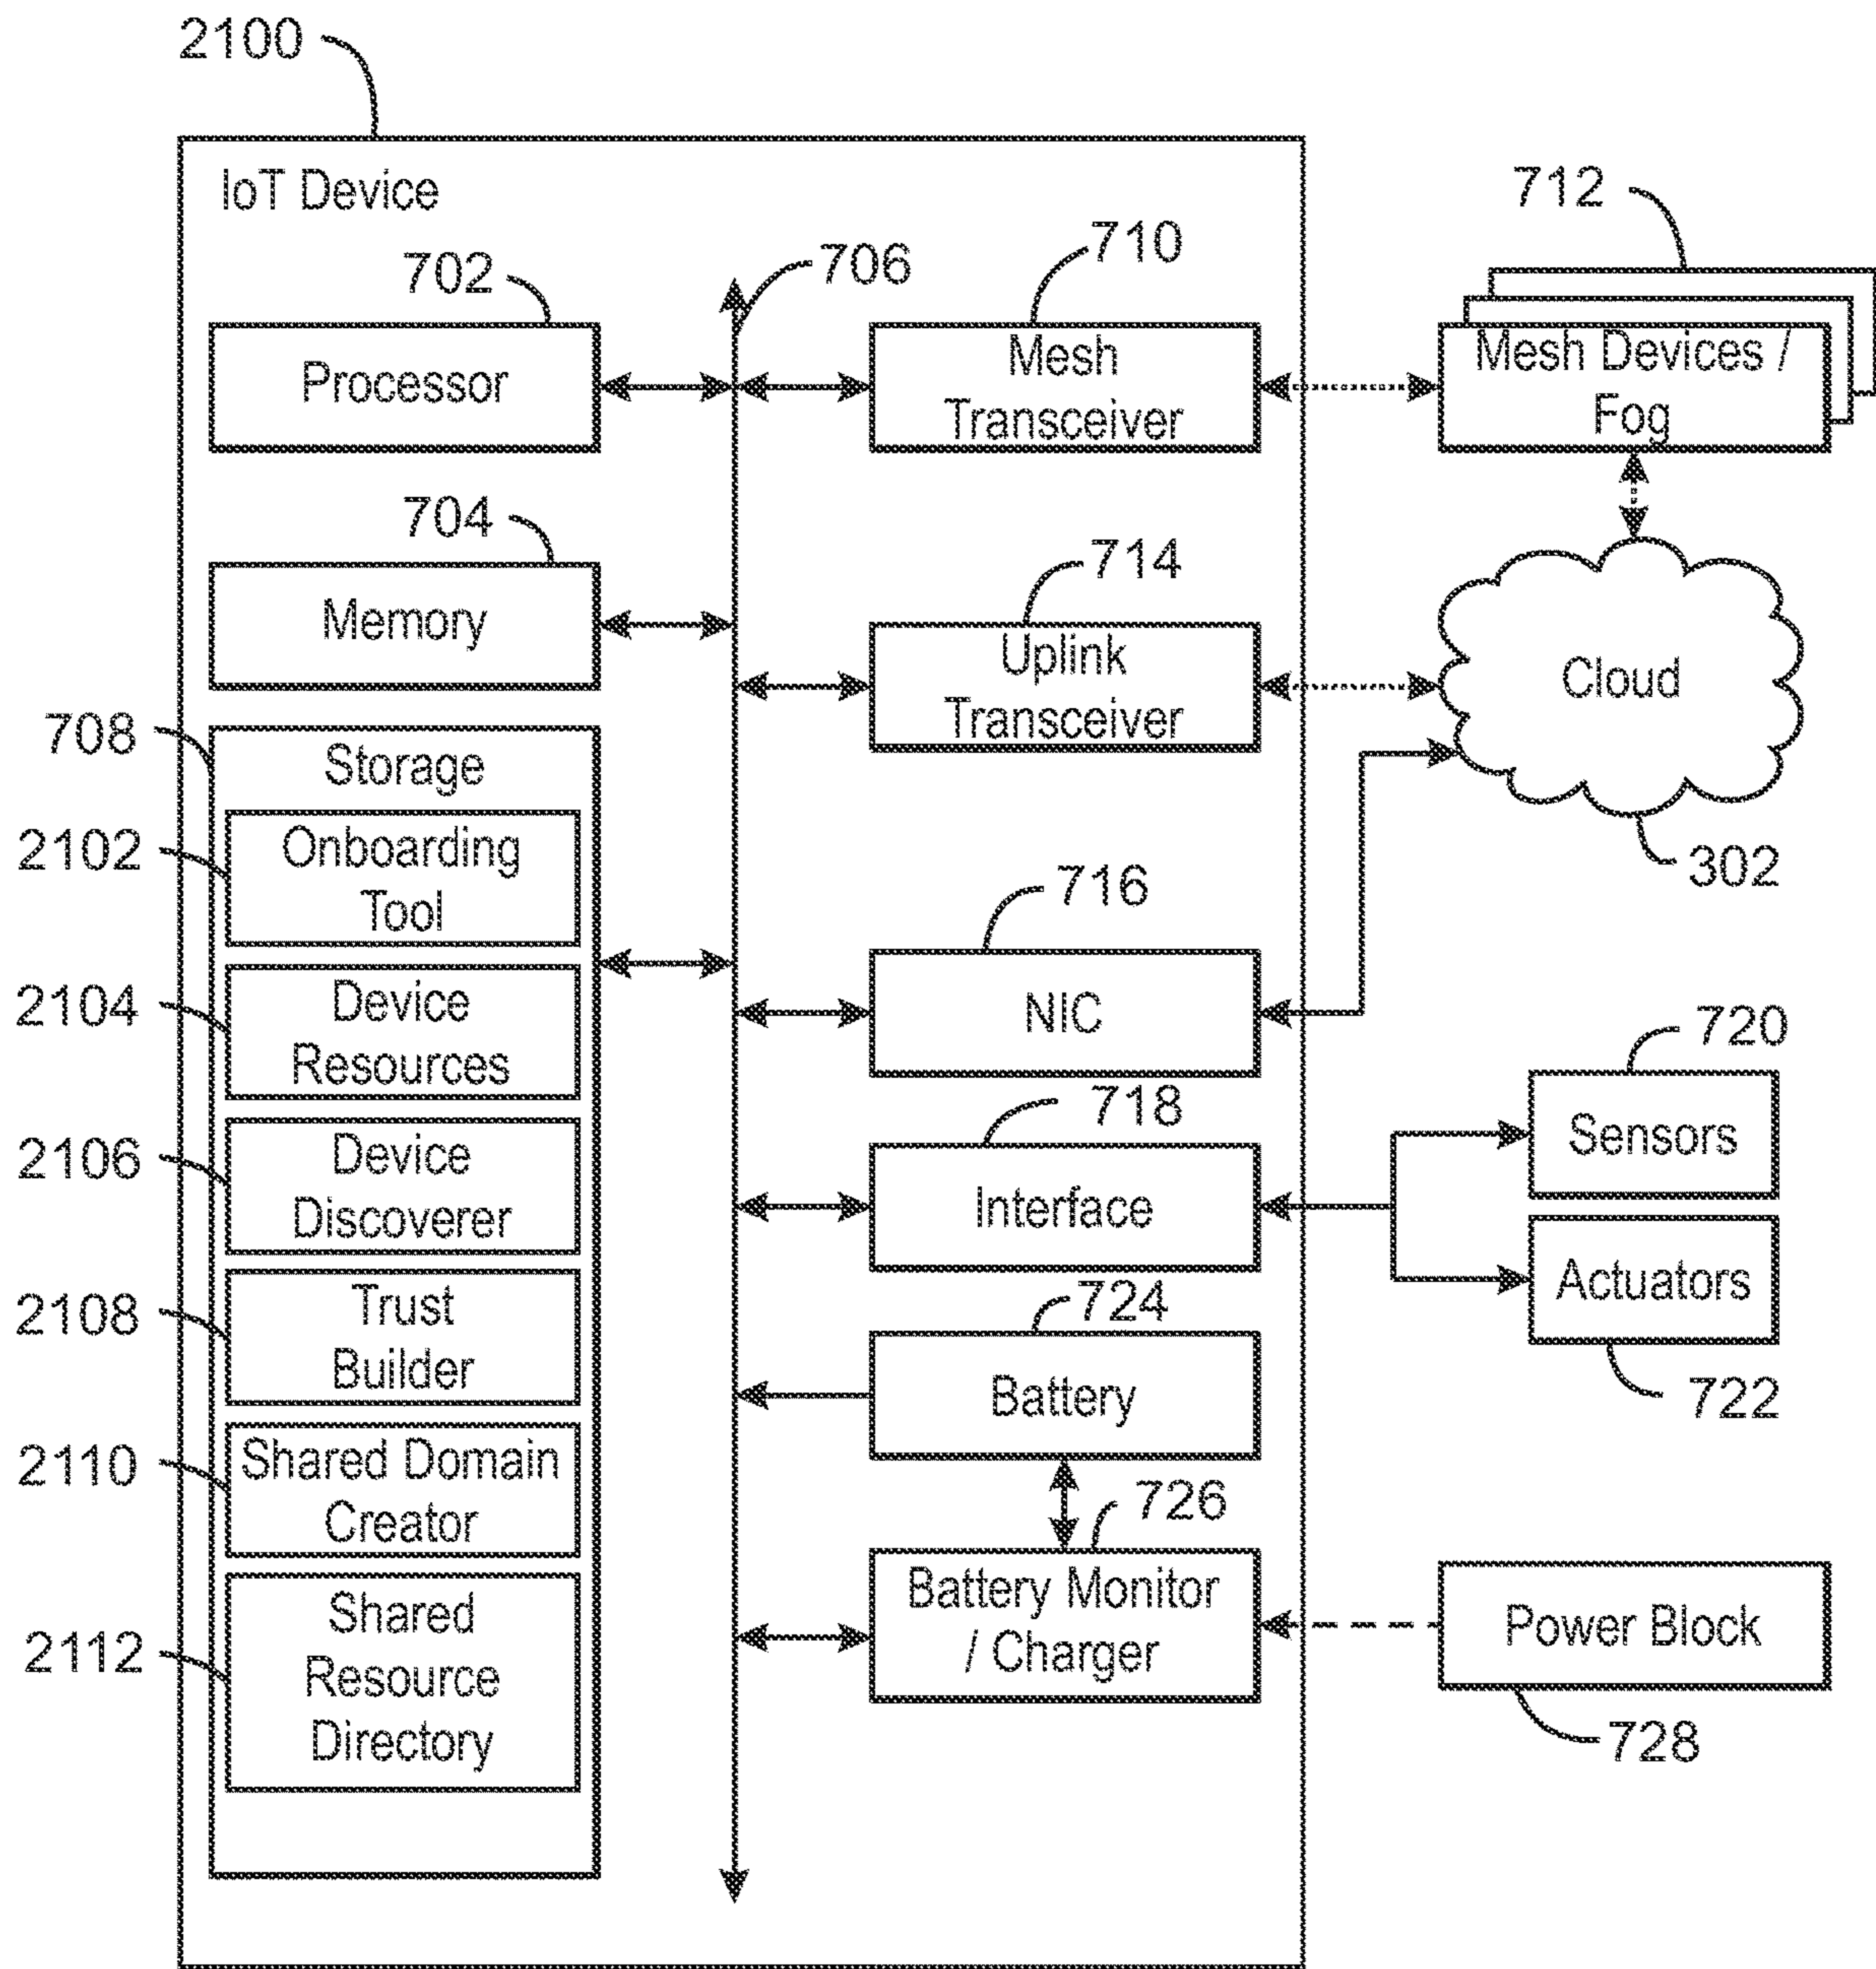 2100
IoT Device
712
710
706
702
Processor
Mesh
Transceiver
Mesh Devices /
Fog
704
714
Memory
Uplink
Transceiver
Cloud
708
Storage
2102
Onboarding
Tool
716
302
2104
Device
Resources
NIC
720
718
Sensors
2106
Device
Discoverer
Interface
Actuators
724
722
2108
Trust
Builder
Battery
2110
Shared Domain
Creator
726
Battery Monitor
/ Charger
Power Block
2112
Shared
Resource
Directory
728